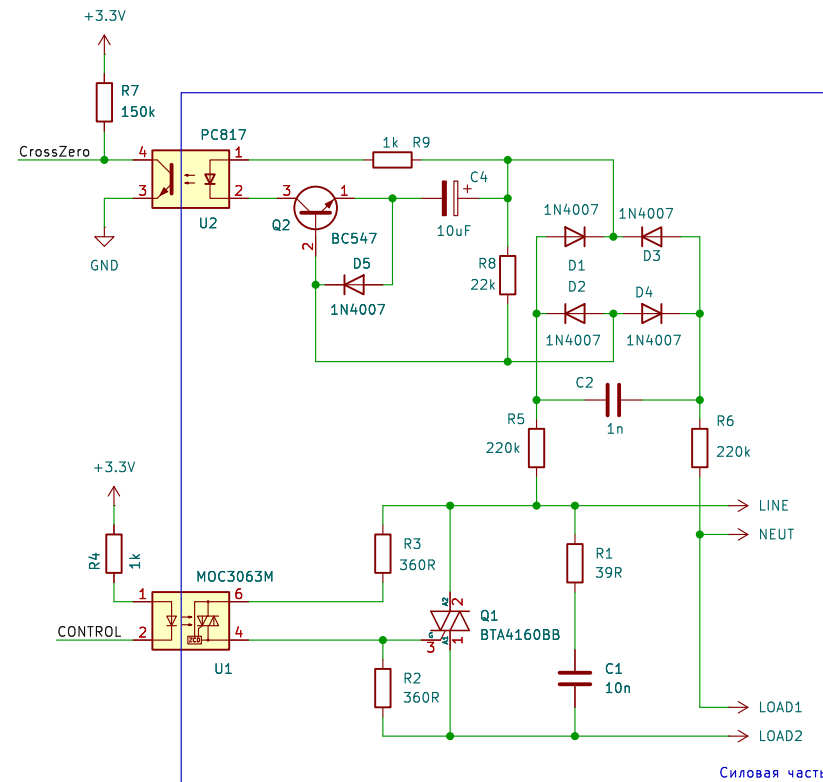 +3.3V
R7
150k
CrossZero
4
3
PC817
1
2
U2
GND
1k R9
3
1
Q2
BC547
2
D5
1N4007
C4
+
10uF
R8
22k
1N4007
1N4007
D1
D3
D2
D4
1N4007
1N4007
C2
1n
R5
220k
R6
220k
LINE
NEUT
+3.3V
R4
1k
MOC3063M
1
2
6
4
ZCD
U1
CONTROL
R3
360R
R2
360R
A2
2
G
3
A1
1
Q1
BTA4160BB
R1
39R
C1
10n
LOAD1
LOAD2
Силовая часть